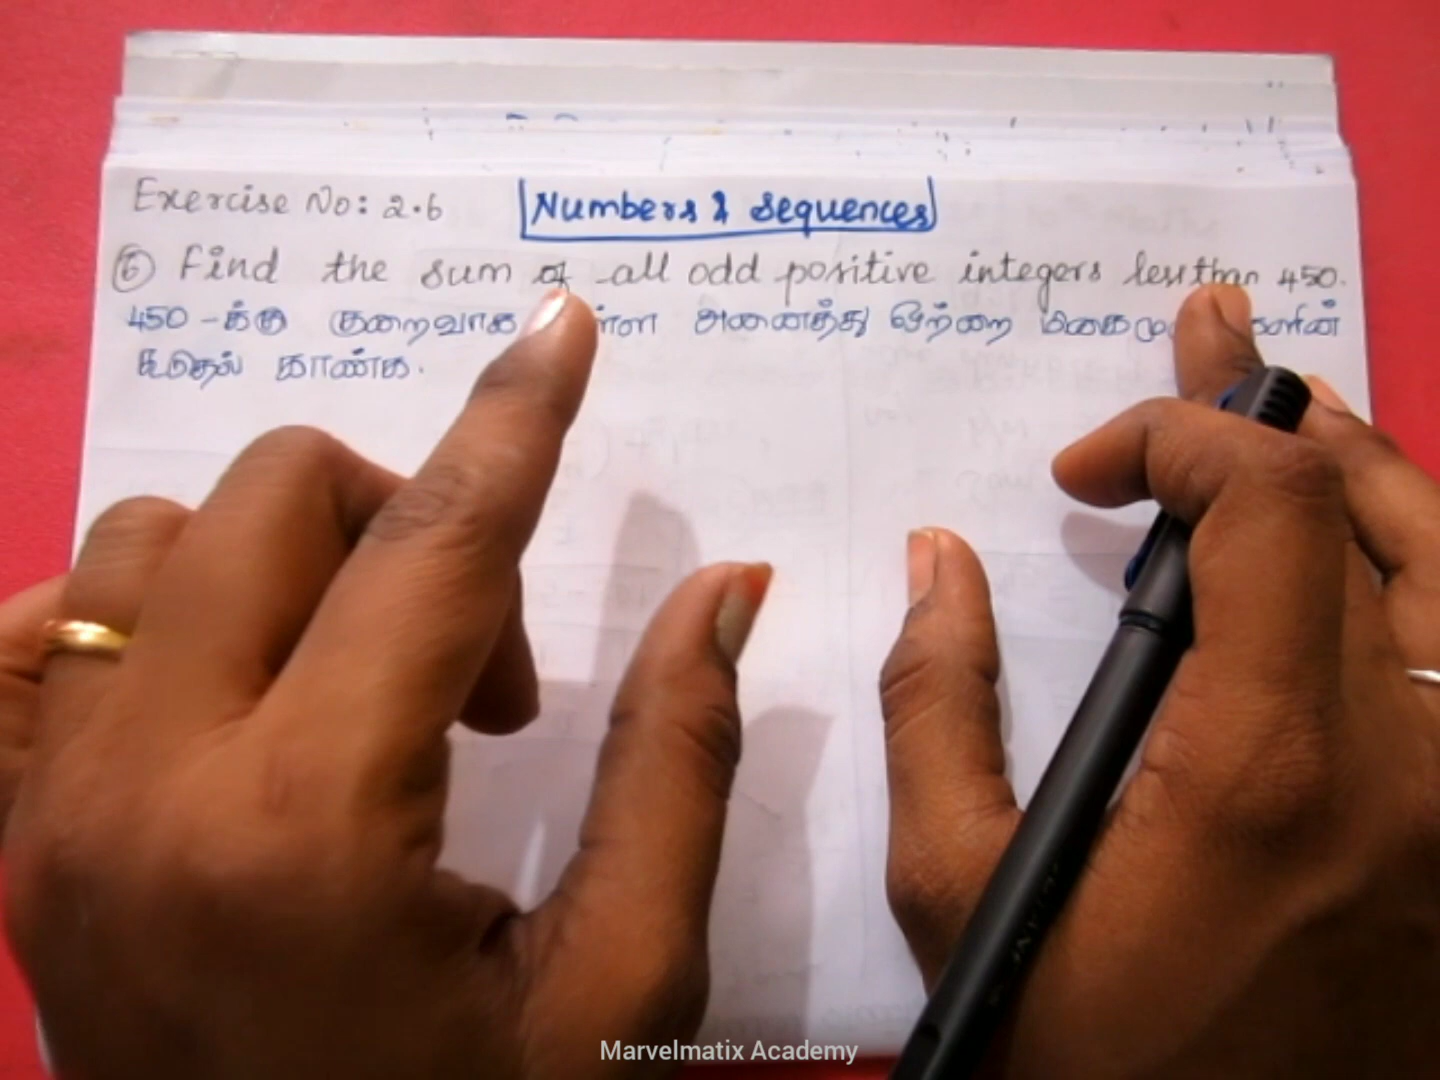 Exercise No: 2.6 Numbers & Sequences
⑥ Find the sum of all odd positive integers less than 450.
450 -க்கு குறைவாக அனைத்து ஒற்றை
கூடுதல் காண்க.
Marvelmatix Academy